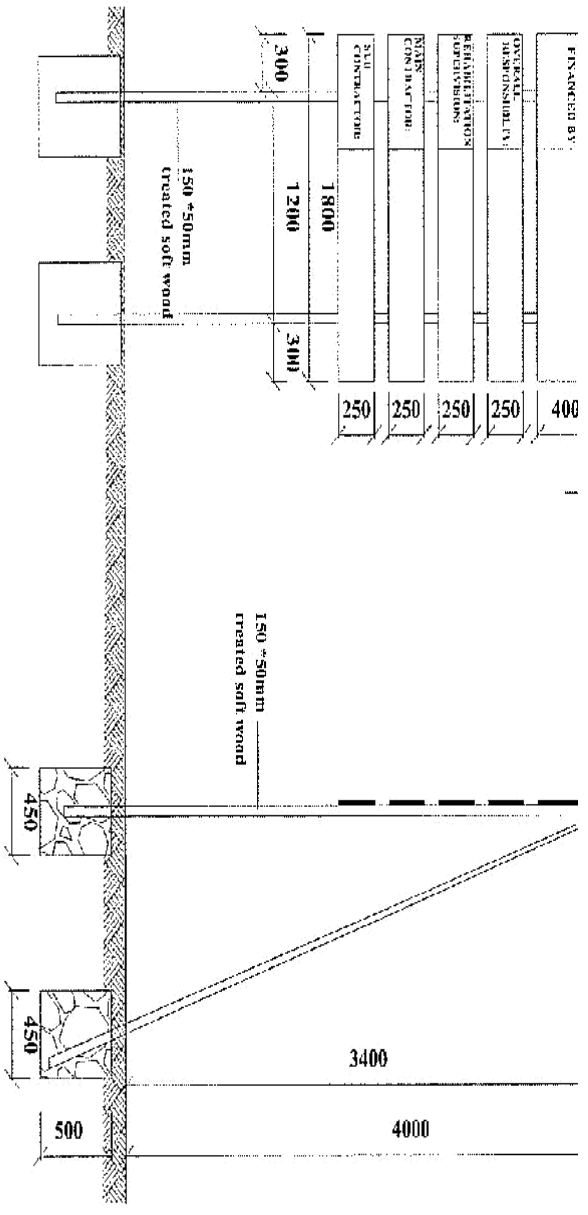 FINANCED BY
OVERALL
RESPONSIBILTY:
REHABILITATION
SUPERVISION:
MAIN
CONTRACTOR:
SUB
CONTRACTOR:
400
250
250
250
250
1800
300
1200
300
150 *50mm
treated soft wood
150 *50mm
treated soft wood
450
450
3400
4000
500